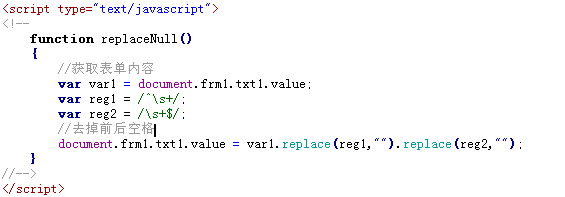 <script type="text/javascript">
<!--
function replaceNull()
{
//获取表单内容
var var1 = document.frm1.txt1.value;
var reg1 = /^\s+/;
var reg2 = /\s+$/;
//去掉前后空格
document.frm1.txt1.value = var1.replace(reg1,"").replace(reg2,"");
}
//-->
</script>